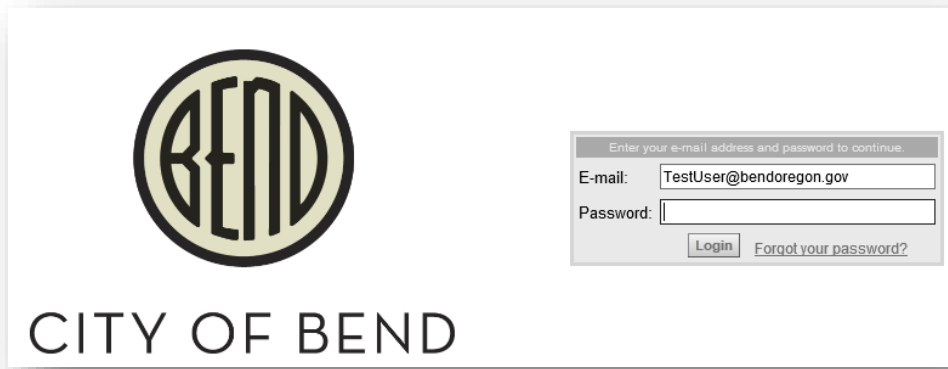 BEND
CITY OF BEND
Enter your e-mail address and password to continue.
E-mail: TestUser@bendoregon.gov
Password:
Login Forgot your password?